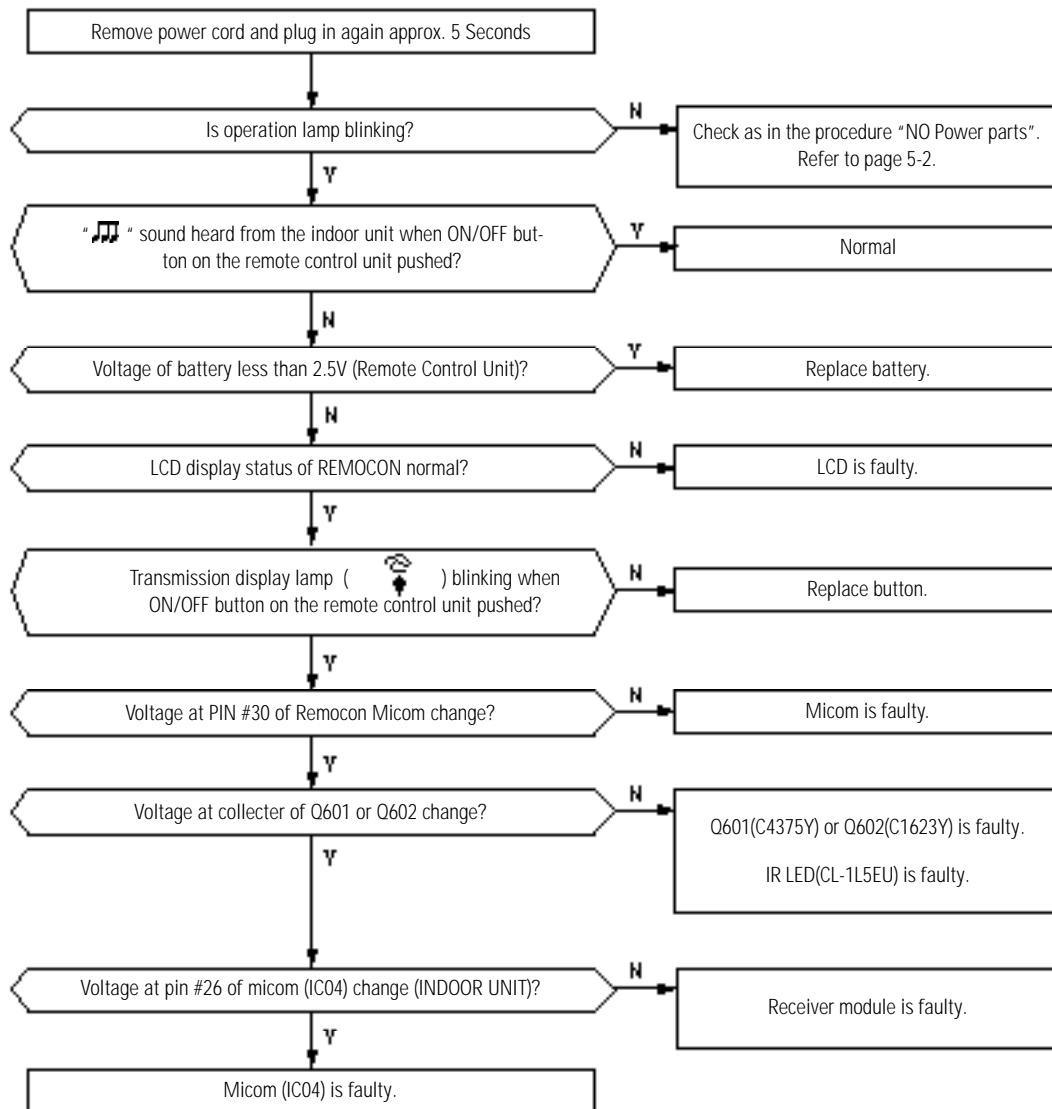 Remove power cord and plug in again approx. 5 Seconds
Is operation lamp blinking?
N
Check as in the procedure “NO Power parts”.
Refer to page 5-2.
Y
“ “ sound heard from the indoor unit when ON/OFF but-
ton on the remote control unit pushed?
Y
Normal
N
Voltage of battery less than 2.5V (Remote Control Unit)?
Y
Replace battery.
N
LCD display status of REMOCON normal?
N
LCD is faulty.
Y
Transmission display lamp ( ) blinking when
ON/OFF button on the remote control unit pushed?
N
Replace button.
Y
Voltage at PIN #30 of Remocon Micom change?
N
Micom is faulty.
Y
Voltage at collecter of Q601 or Q602 change?
N
Q601(C4375Y) or Q602(C1623Y) is faulty.
IR LED(CL-1L5EU) is faulty.
Y
Voltage at pin #26 of micom (IC04) change (INDOOR UNIT)?
N
Receiver module is faulty.
Y
Micom (IC04) is faulty.